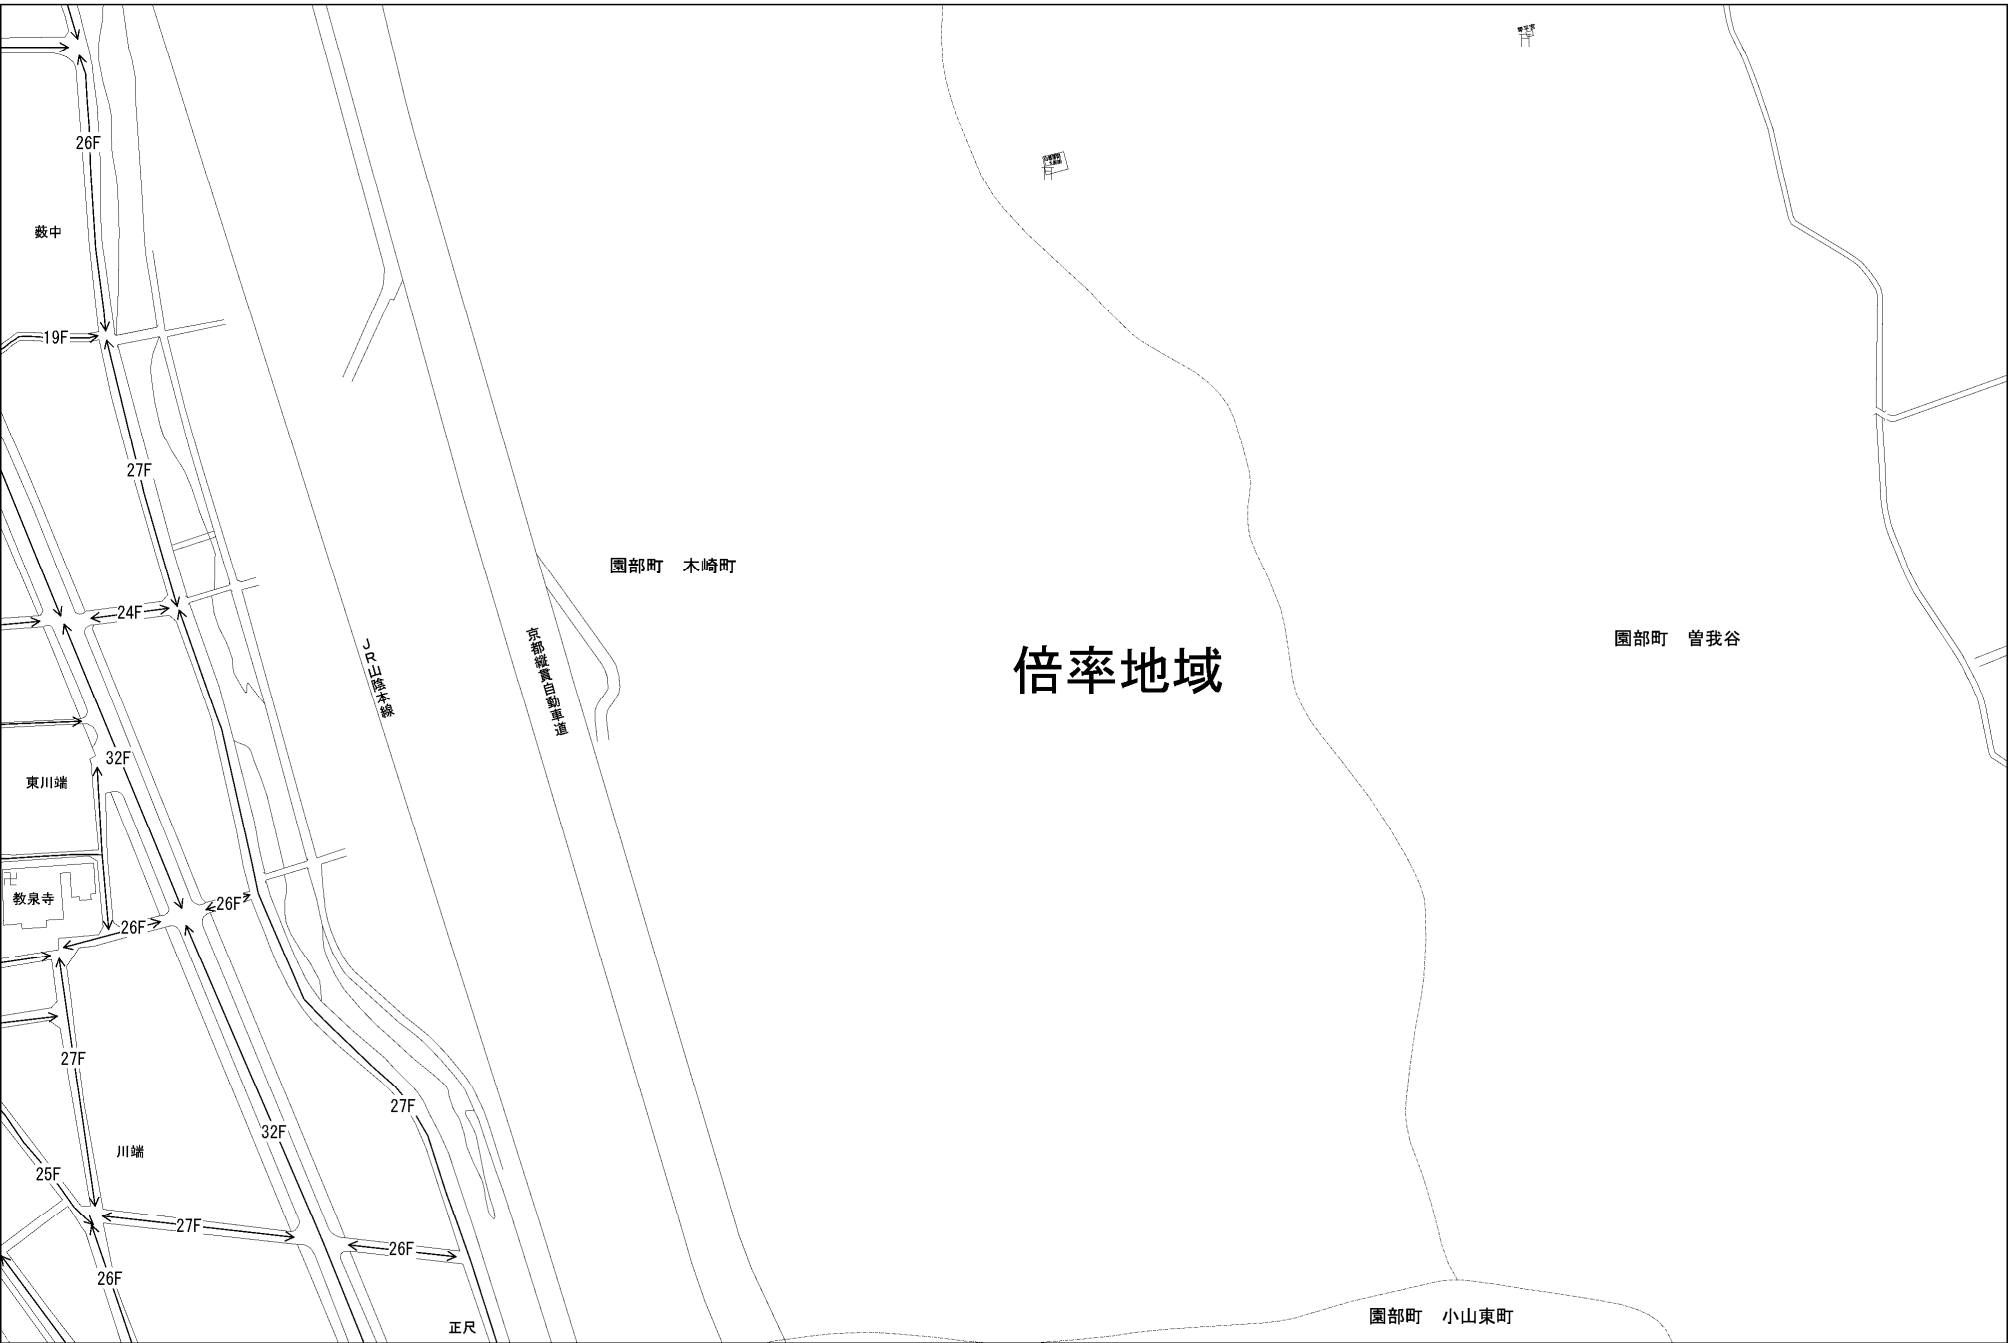 26F
藪中
19F
27F
園部町 木崎町
24F
京都縦貫自動車道
JR山陰本線
園部町 曽我谷
倍率地域
32F
東川端
教泉寺
26F
26F
27F
27F
32F
川端
25F
27F
26F
26F
園部町 小山東町
正尺